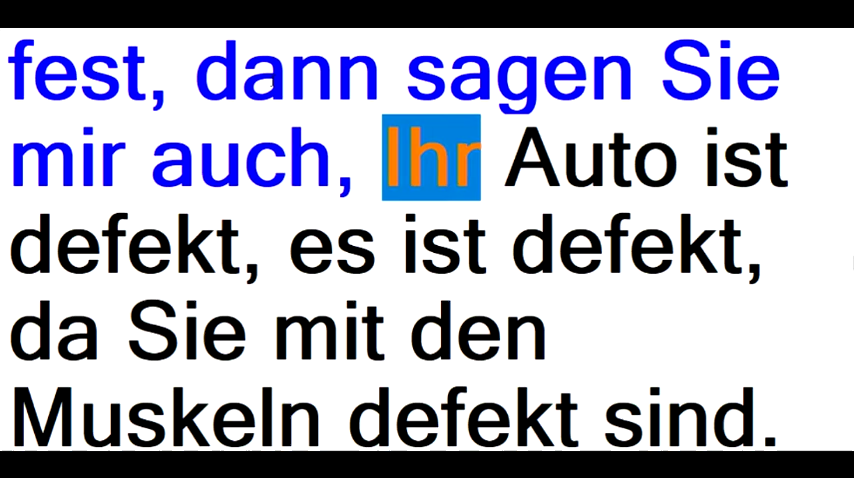 fest, dann sagen Sie
mir auch, Ihr Auto ist
defekt, es ist defekt,
da Sie mit den
Muskeln defekt sind.